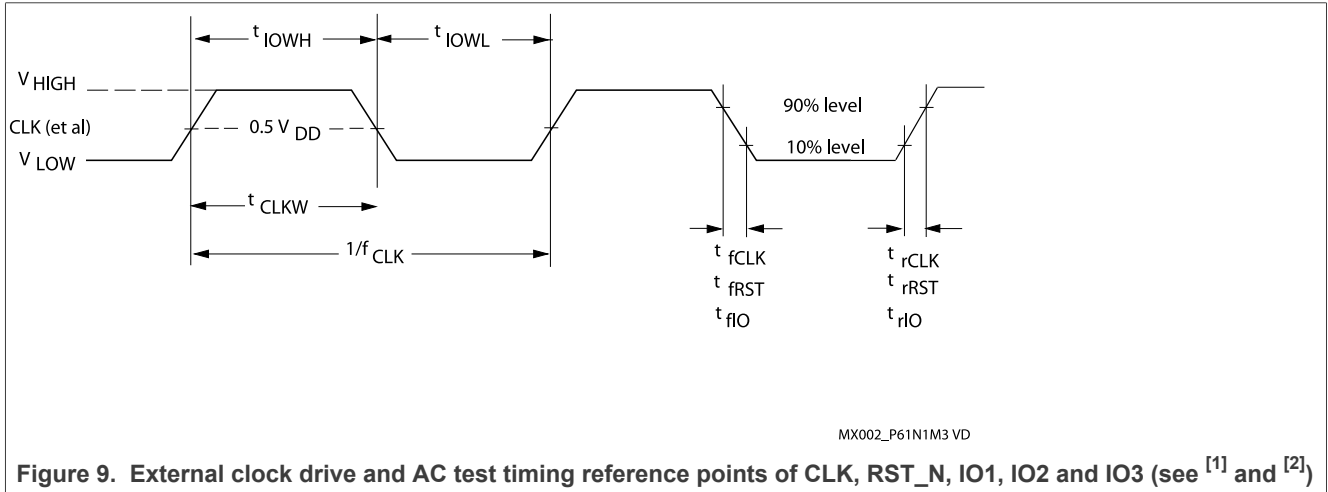 t IOWH
t IOWL
V HIGH
CLK (et al)
0.5 V DD
V LOW
90% level
10% level
t CLKW
1/f CLK
t fCLK
t fRST
t fIO
t rCLK
t rRST
t rIO
MX002_P61N1M3 VD
Figure 9. External clock drive and AC test timing reference points of CLK, RST_N, IO1, IO2 and IO3 (see [1] and [2])